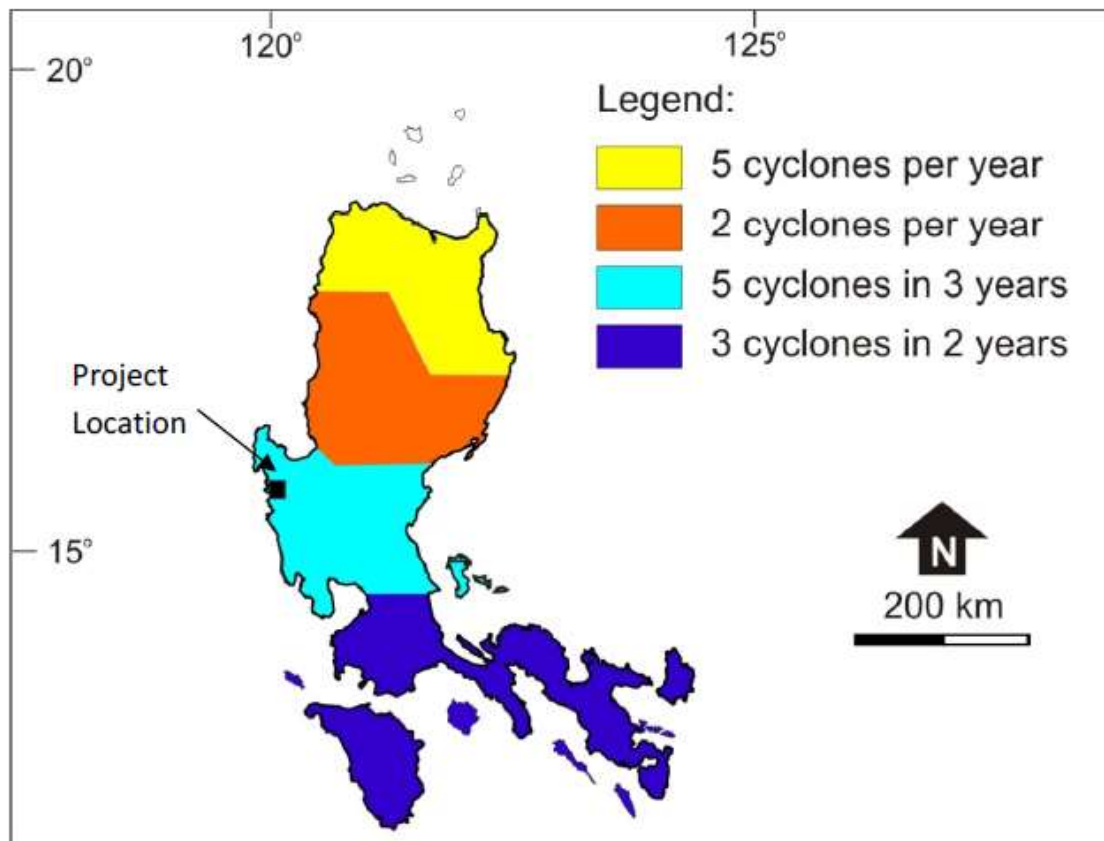 120°
125°
20°
Legend:
5 cyclones per year
2 cyclones per year
5 cyclones in 3 years
3 cyclones in 2 years
Project
Location
15°
N
200 km